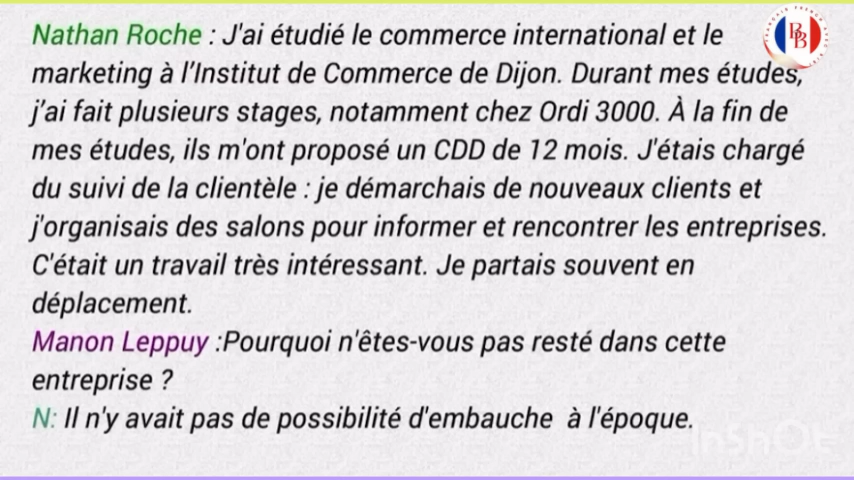 Nathan Roche : J'ai étudié le commerce international et le
marketing à l’Institut de Commerce de Dijon. Durant mes études,
j’ai fait plusieurs stages, notamment chez Ordi 3000. À la fin de
mes études, ils m'ont proposé un CDD de 12 mois. J'étais chargé
du suivi de la clientèle : je démarchais de nouveaux clients et
j'organisais des salons pour informer et rencontrer les entreprises.
C'était un travail très intéressant. Je partais souvent en
déplacement.
Manon Leppuy :Pourquoi n'êtes-vous pas resté dans cette
entreprise ?
N: Il n'y avait pas de possibilité d'embauche  à l'époque.
InShOt